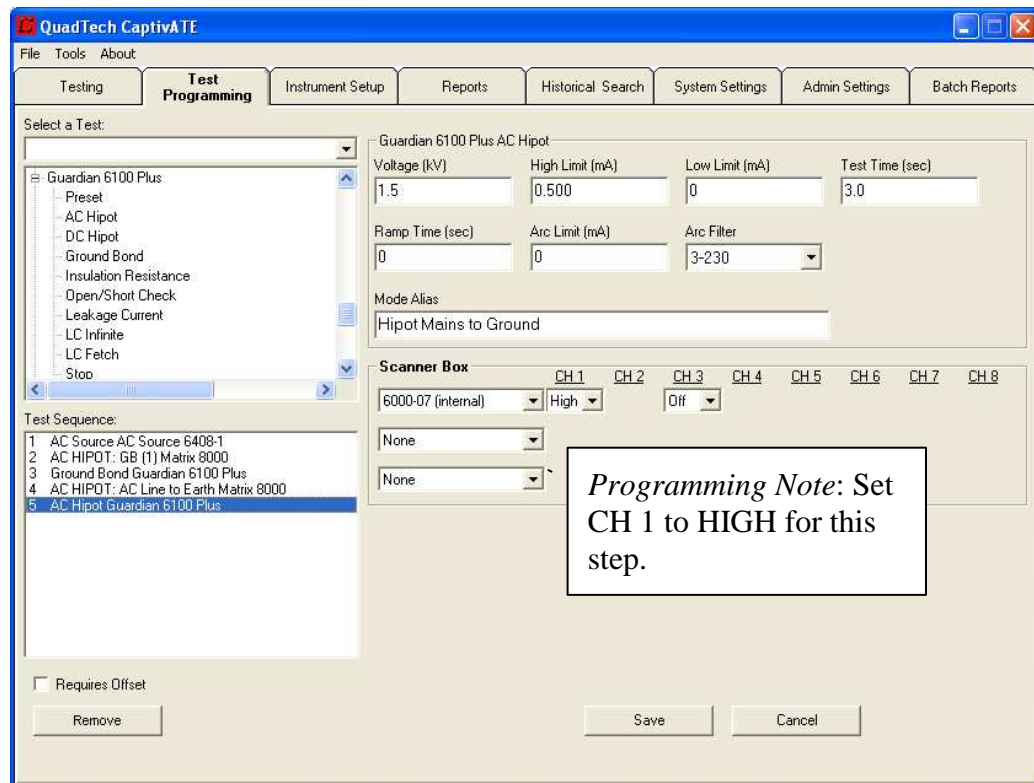 QuadTech CaptivATE
File Tools About
Testing Test Programming Instrument Setup Reports Historical Search System Settings Admin Settings Batch Reports
Select a Test:
Guardian 6100 Plus
Preset
AC Hipot
DC Hipot
Ground Bond
Insulation Resistance
Open/Short Check
Leakage Current
LC Infinite
LC Fetch
Stop
Test Sequence:
1 AC Source AC Source 6408-1
2 AC HIPOT: GB (1) Matrix 8000
3 Ground Bond Guardian 6100 Plus
4 AC HIPOT: AC Line to Earth Matrix 8000
5 AC Hipot Guardian 6100 Plus
Requires Offset
Remove
Guardian 6100 Plus AC Hipot
Voltage (kV) High Limit (mA) Low Limit (mA) Test Time (sec)
1.5 0.500 0 3.0
Ramp Time (sec) Arc Limit (mA) Arc Filter
0 0 3-230
Mode Alias
Hipot Mains to Ground
Scanner Box CH 1 CH 2 CH 3 CH 4 CH 5 CH 6 CH 7 CH 8
6000-07 (internal) High Off
None
None `
Programming Note: Set
CH 1 to HIGH for this
step.
Save Cancel